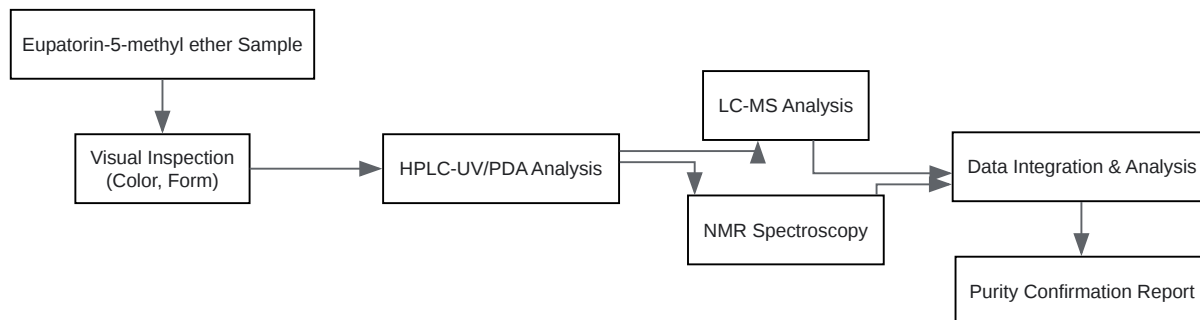 Eupatorin-5-methyl ether Sample
Visual Inspection
(Color, Form)
HPLC-UV/PDA Analysis
LC-MS Analysis
NMR Spectroscopy
Data Integration & Analysis
Purity Confirmation Report